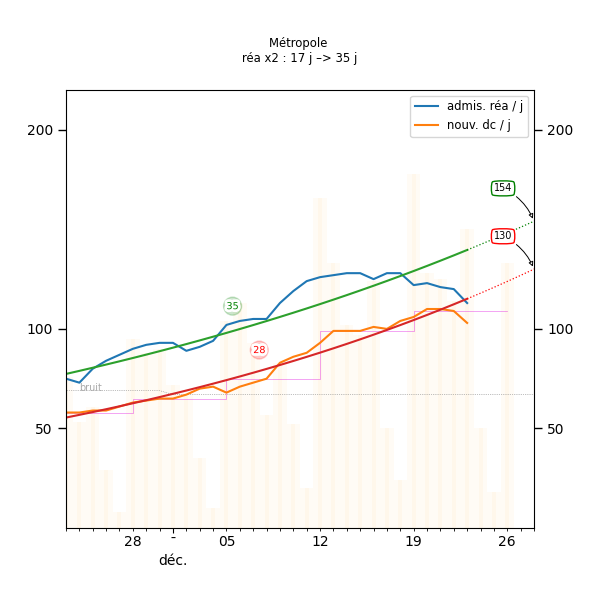 Métropole
réa x2 : 17 j –> 35 j
admis. réa / j
nouv. dc / j
200
200
154
130
100
100
35
28
bruit
50
50
28
-
05
12
19
26
déc.